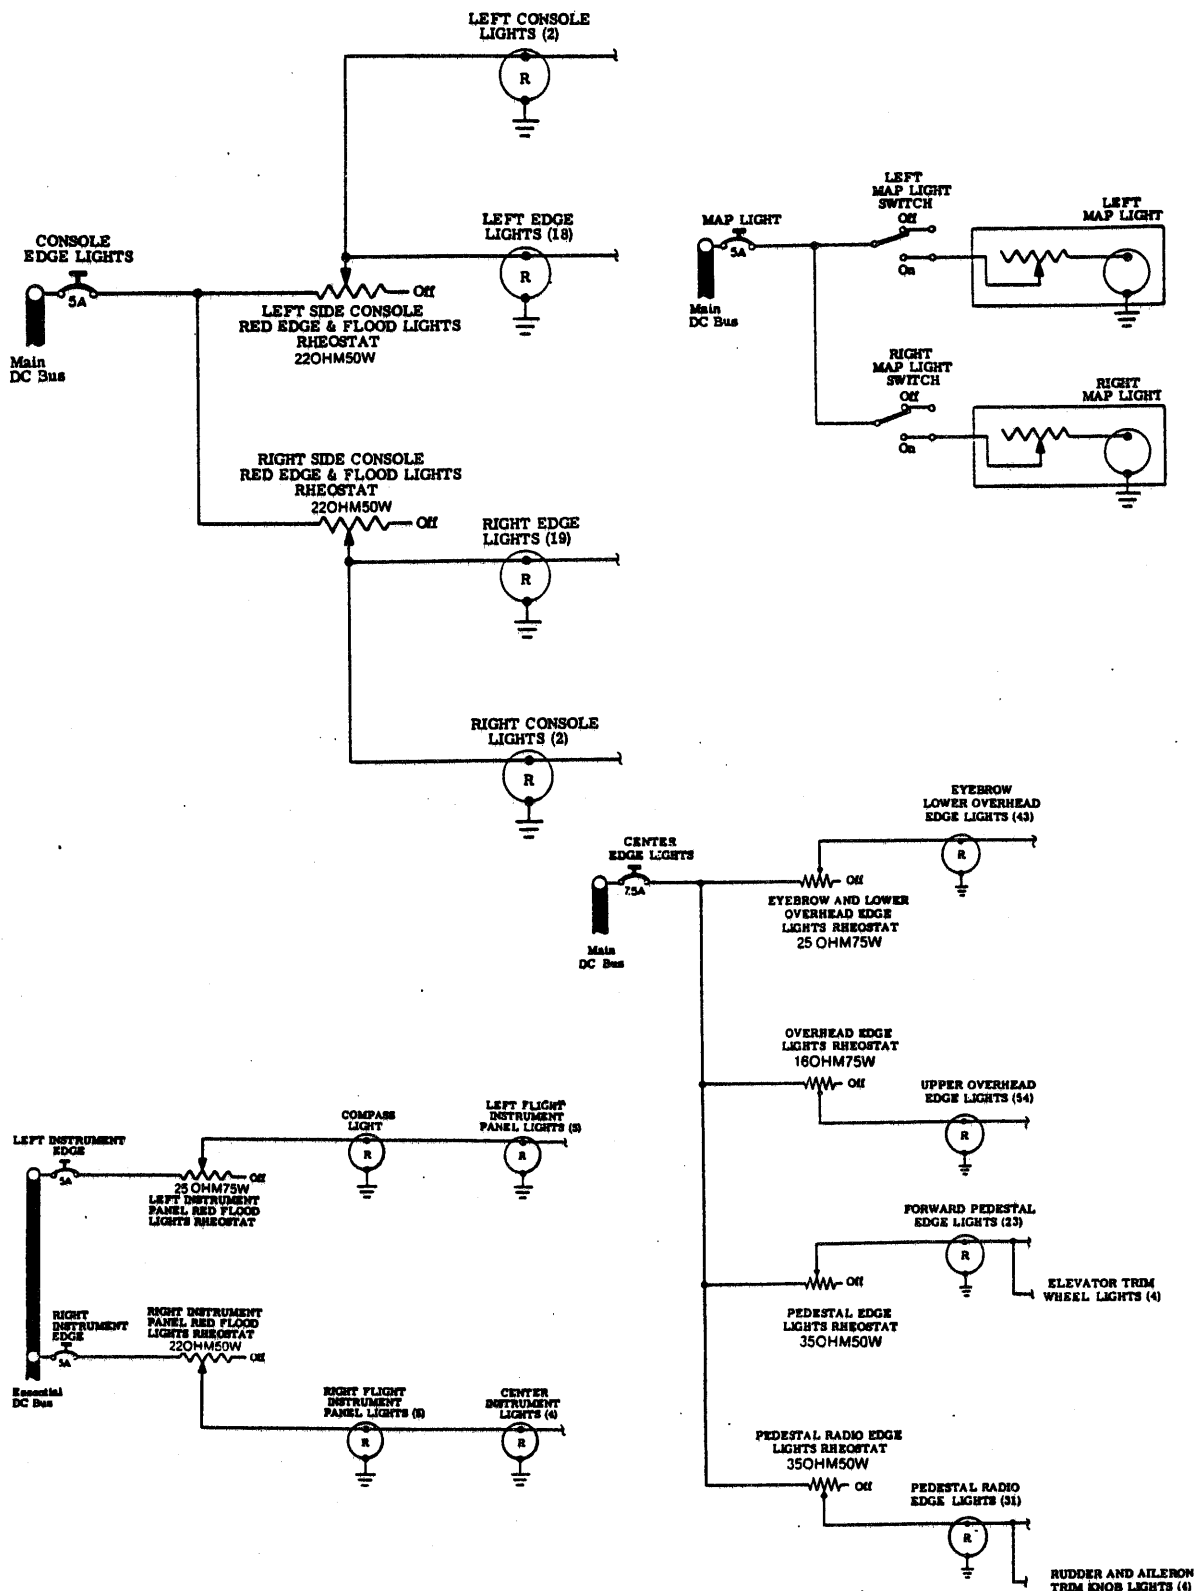 LEFT CONSOLE
LIGHTS (2)
R
LEFT EDGE
LIGHTS (18)
R
CONSOLE
EDGE LIGHTS
5A
Main
DC Bus
Off
LEFT SIDE CONSOLE
RED EDGE & FLOOD LIGHTS
RHEOSTAT
22OHM50W
RIGHT SIDE CONSOLE
RED EDGE & FLOOD LIGHTS
RHEOSTAT
22OHM50W
Off
RIGHT EDGE
LIGHTS (19)
R
RIGHT CONSOLE
LIGHTS (2)
R
MAP LIGHT
5A
Main
DC Bus
LEFT
MAP LIGHT
SWITCH
Off
On
LEFT
MAP LIGHT
RIGHT
MAP LIGHT
SWITCH
Off
On
RIGHT
MAP LIGHT
CENTER
EDGE LIGHTS
7.5A
Main
DC Bus
EYEBROW
LOWER OVERHEAD
EDGE LIGHTS (43)
R
Off
EYEBROW AND LOWER
OVERHEAD EDGE
LIGHTS RHEOSTAT
25 OHM75W
OVERHEAD EDGE
LIGHTS RHEOSTAT
16OHM75W
Off
UPPER OVERHEAD
EDGE LIGHTS (54)
R
FORWARD PEDESTAL
EDGE LIGHTS (23)
R
Off
PEDESTAL EDGE
LIGHTS RHEOSTAT
35OHM50W
ELEVATOR TRIM
WHEEL LIGHTS (4)
PEDESTAL RADIO EDGE
LIGHTS RHEOSTAT
35OHM50W
Off
PEDESTAL RADIO
EDGE LIGHTS (31)
R
RUDDER AND AILERON
TRIM KNOB LIGHTS
LEFT INSTRUMENT
EDGE
5A
COMPASS
LIGHT
R
LEFT FLIGHT
INSTRUMENT
PANEL LIGHTS (5)
R
Off
25 OHM75W
LEFT INSTRUMENT
PANEL RED FLOOD
LIGHTS RHEOSTAT
RIGHT
INSTRUMENT
EDGE
5A
Essential
DC Bus
RIGHT INSTRUMENT
PANEL RED FLOOD
LIGHTS RHEOSTAT
22OHM50W
Off
RIGHT FLIGHT
INSTRUMENT
PANEL LIGHTS
R
CENTER
INSTRUMENT
LIGHTS (4)
R